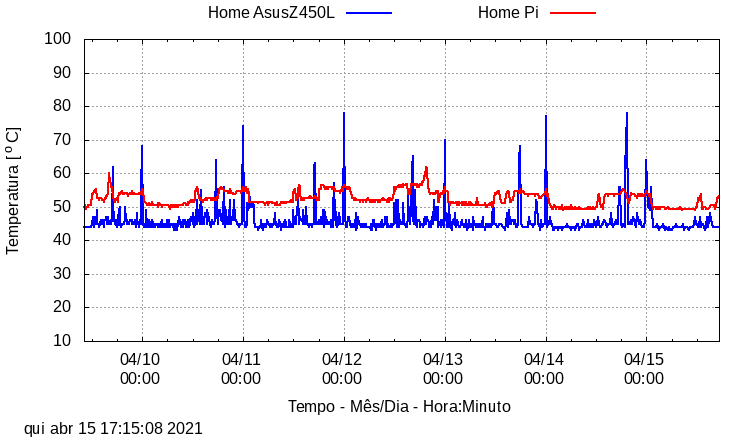 Home AsusZ450L Home Pi
100
90
80
70
60
50
40
30
20
10
Temperatura [ º C]
04/10 04/11 04/12 04/13 04/14 04/15
00:00 00:00 00:00 00:00 00:00 00:00
Tempo - Mês/Dia - Hora:Minuto
qui abr 15 17:15:08 2021